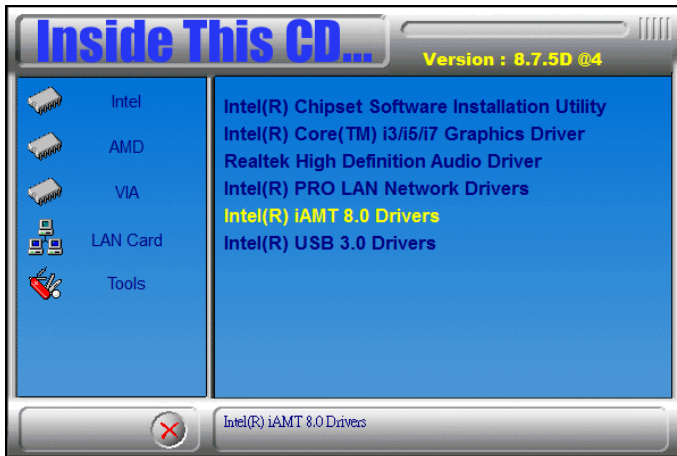 Inside This CD...
Version : 8.7.5D @4
Intel
AMD
VIA
LAN Card
Tools
Intel(R) Chipset Software Installation Utility
Intel(R) Core(TM) i3/i5/i7 Graphics Driver
Realtek High Definition Audio Driver
Intel(R) PRO LAN Network Drivers
Intel(R) iAMT 8.0 Drivers
Intel(R) USB 3.0 Drivers
Intel(R) iAMT 8.0 Drivers